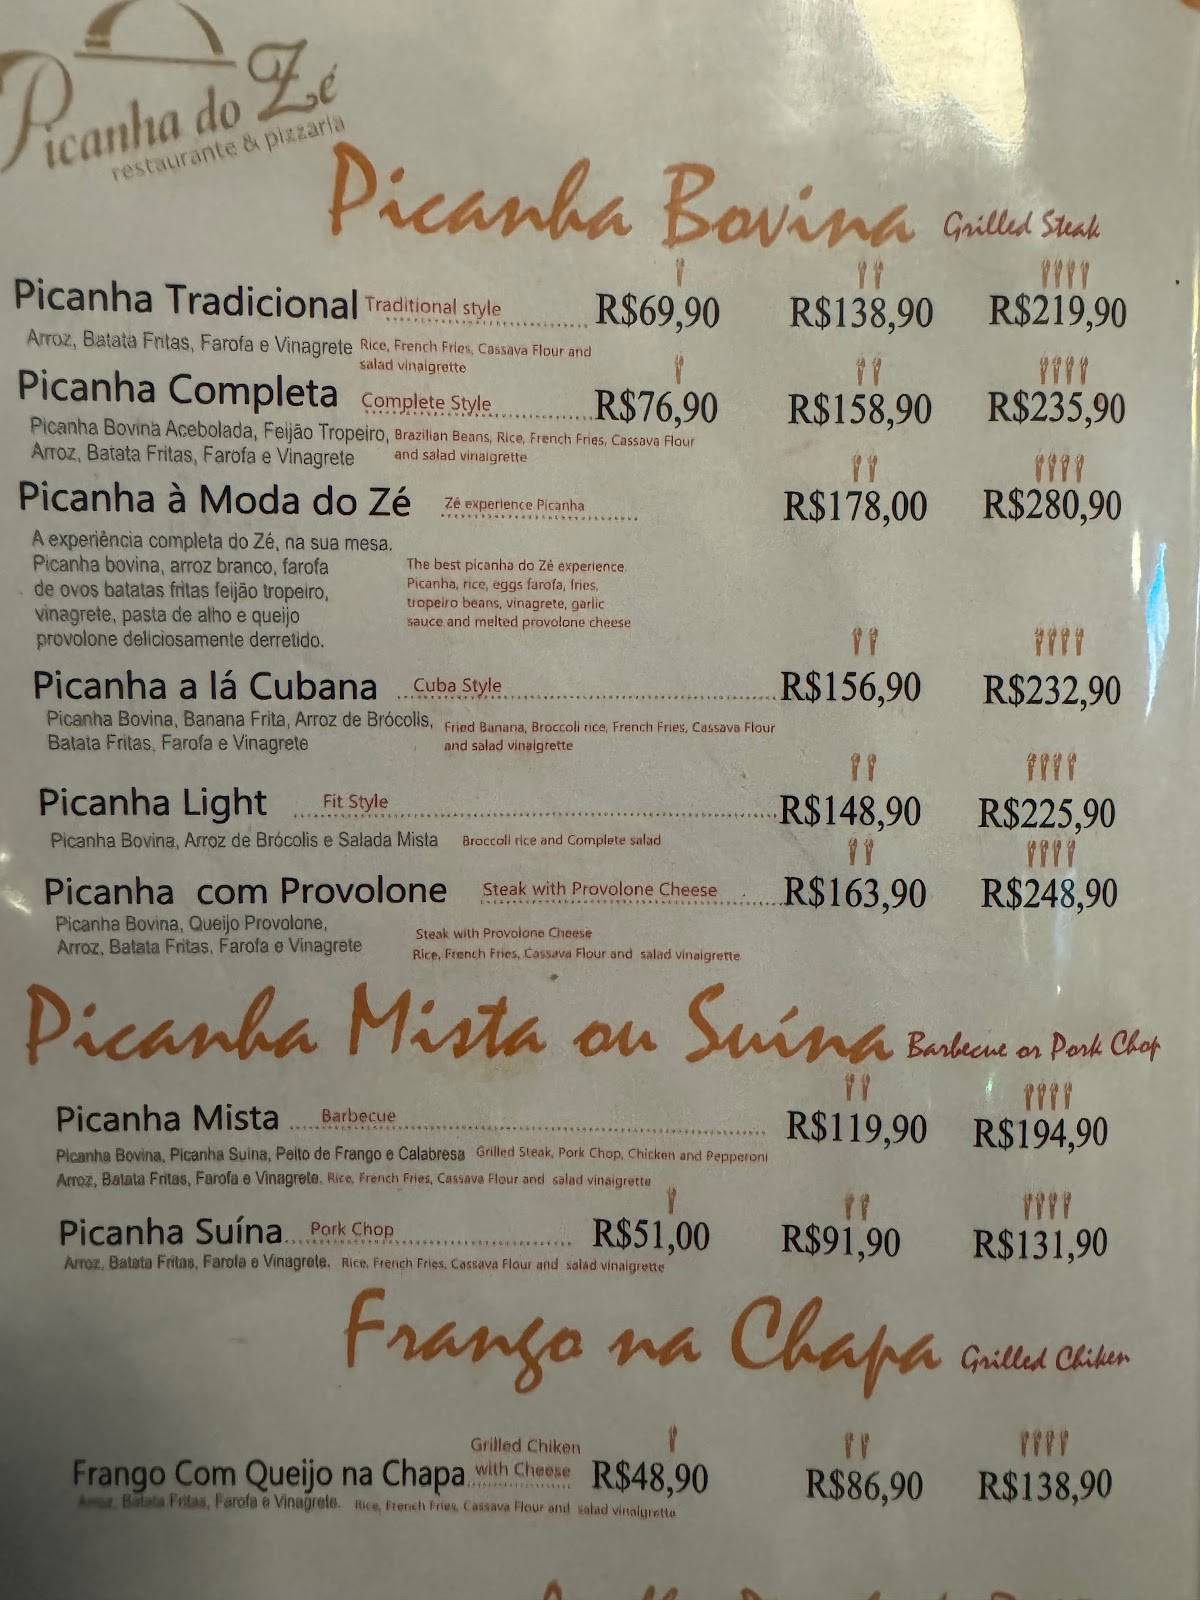 Picanha do Zé
restaurante & pizzaria
Picanha Bovina Grilled Steak
Picanha Tradicional Traditional style R$69,90 R$138,90 R$219,90
Arroz, Batata Fritas, Farofa e Vinagrete Rice, French Fries, Cassava Flour and
salad vinaigrette
Picanha Completa Complete Style R$76,90 R$158,90 R$235,90
Picanha Bovina Acebolada, Feijão Tropeiro, Brazilian Beans, Rice, French Fries, Cassava Flour
Arroz, Batata Fritas, Farofa e Vinagrete and salad vinaigrette
Picanha à Moda do Zé Zé experience Picanha R$178,00 R$280,90
A experiência completa do Zé, na sua mesa.
Picanha bovina, arroz branco, farofa
de ovos batatas fritas feijão tropeiro,
vinagrete, pasta de alho e queijo
provolone deliciosamente derretido.
The best picanha do Zé experience
Picanha, rice, eggs farofa, fries,
tropeiro beans, vinagrete, garlic
sauce and melted provolone cheese
Picanha a lá Cubana Cuba Style R$156,90 R$232,90
Picanha Bovina, Banana Frita, Arroz de Brócolis, Fried Banana, Broccoli rice, French Fries, Cassava Flour
Batata Fritas, Farofa e Vinagrete and salad vinaigrette
Picanha Light Fit Style R$148,90 R$225,90
Picanha Bovina, Arroz de Brócolis e Salada Mista Broccoli rice and Complete salad
Picanha com Provolone Steak with Provolone Cheese R$163,90 R$248,90
Picanha Bovina, Queijo Provolone, Steak with Provolone Cheese
Arroz, Batata Fritas, Farofa e Vinagrete Rice, French Fries, Cassava Flour and salad vinaigrette
Picanha Mista ou Suína Barbecue or Pork Chop
Picanha Mista Barbecue R$119,90 R$194,90
Picanha Bovina, Picanha Suína, Peito de Frango e Calabresa Grilled Steak, Pork Chop, Chicken and Pepperoni
Arroz, Batata Fritas, Farofa e Vinagrete. Rice, French Fries, Cassava Flour and salad vinaigrette
Picanha Suína Pork Chop R$51,00 R$91,90 R$131,90
Arroz, Batata Fritas, Farofa e Vinagrete. Rice, French Fries, Cassava Flour and salad vinaigrette
Frango na Chapa Grilled Chiken
Grilled Chiken
Frango Com Queijo na Chapa with Cheese R$48,90 R$86,90 R$138,90
Arroz, Batata Fritas, Farofa e Vinagrete. Rice, French Fries, Cassava Flour and salad vinaigrette